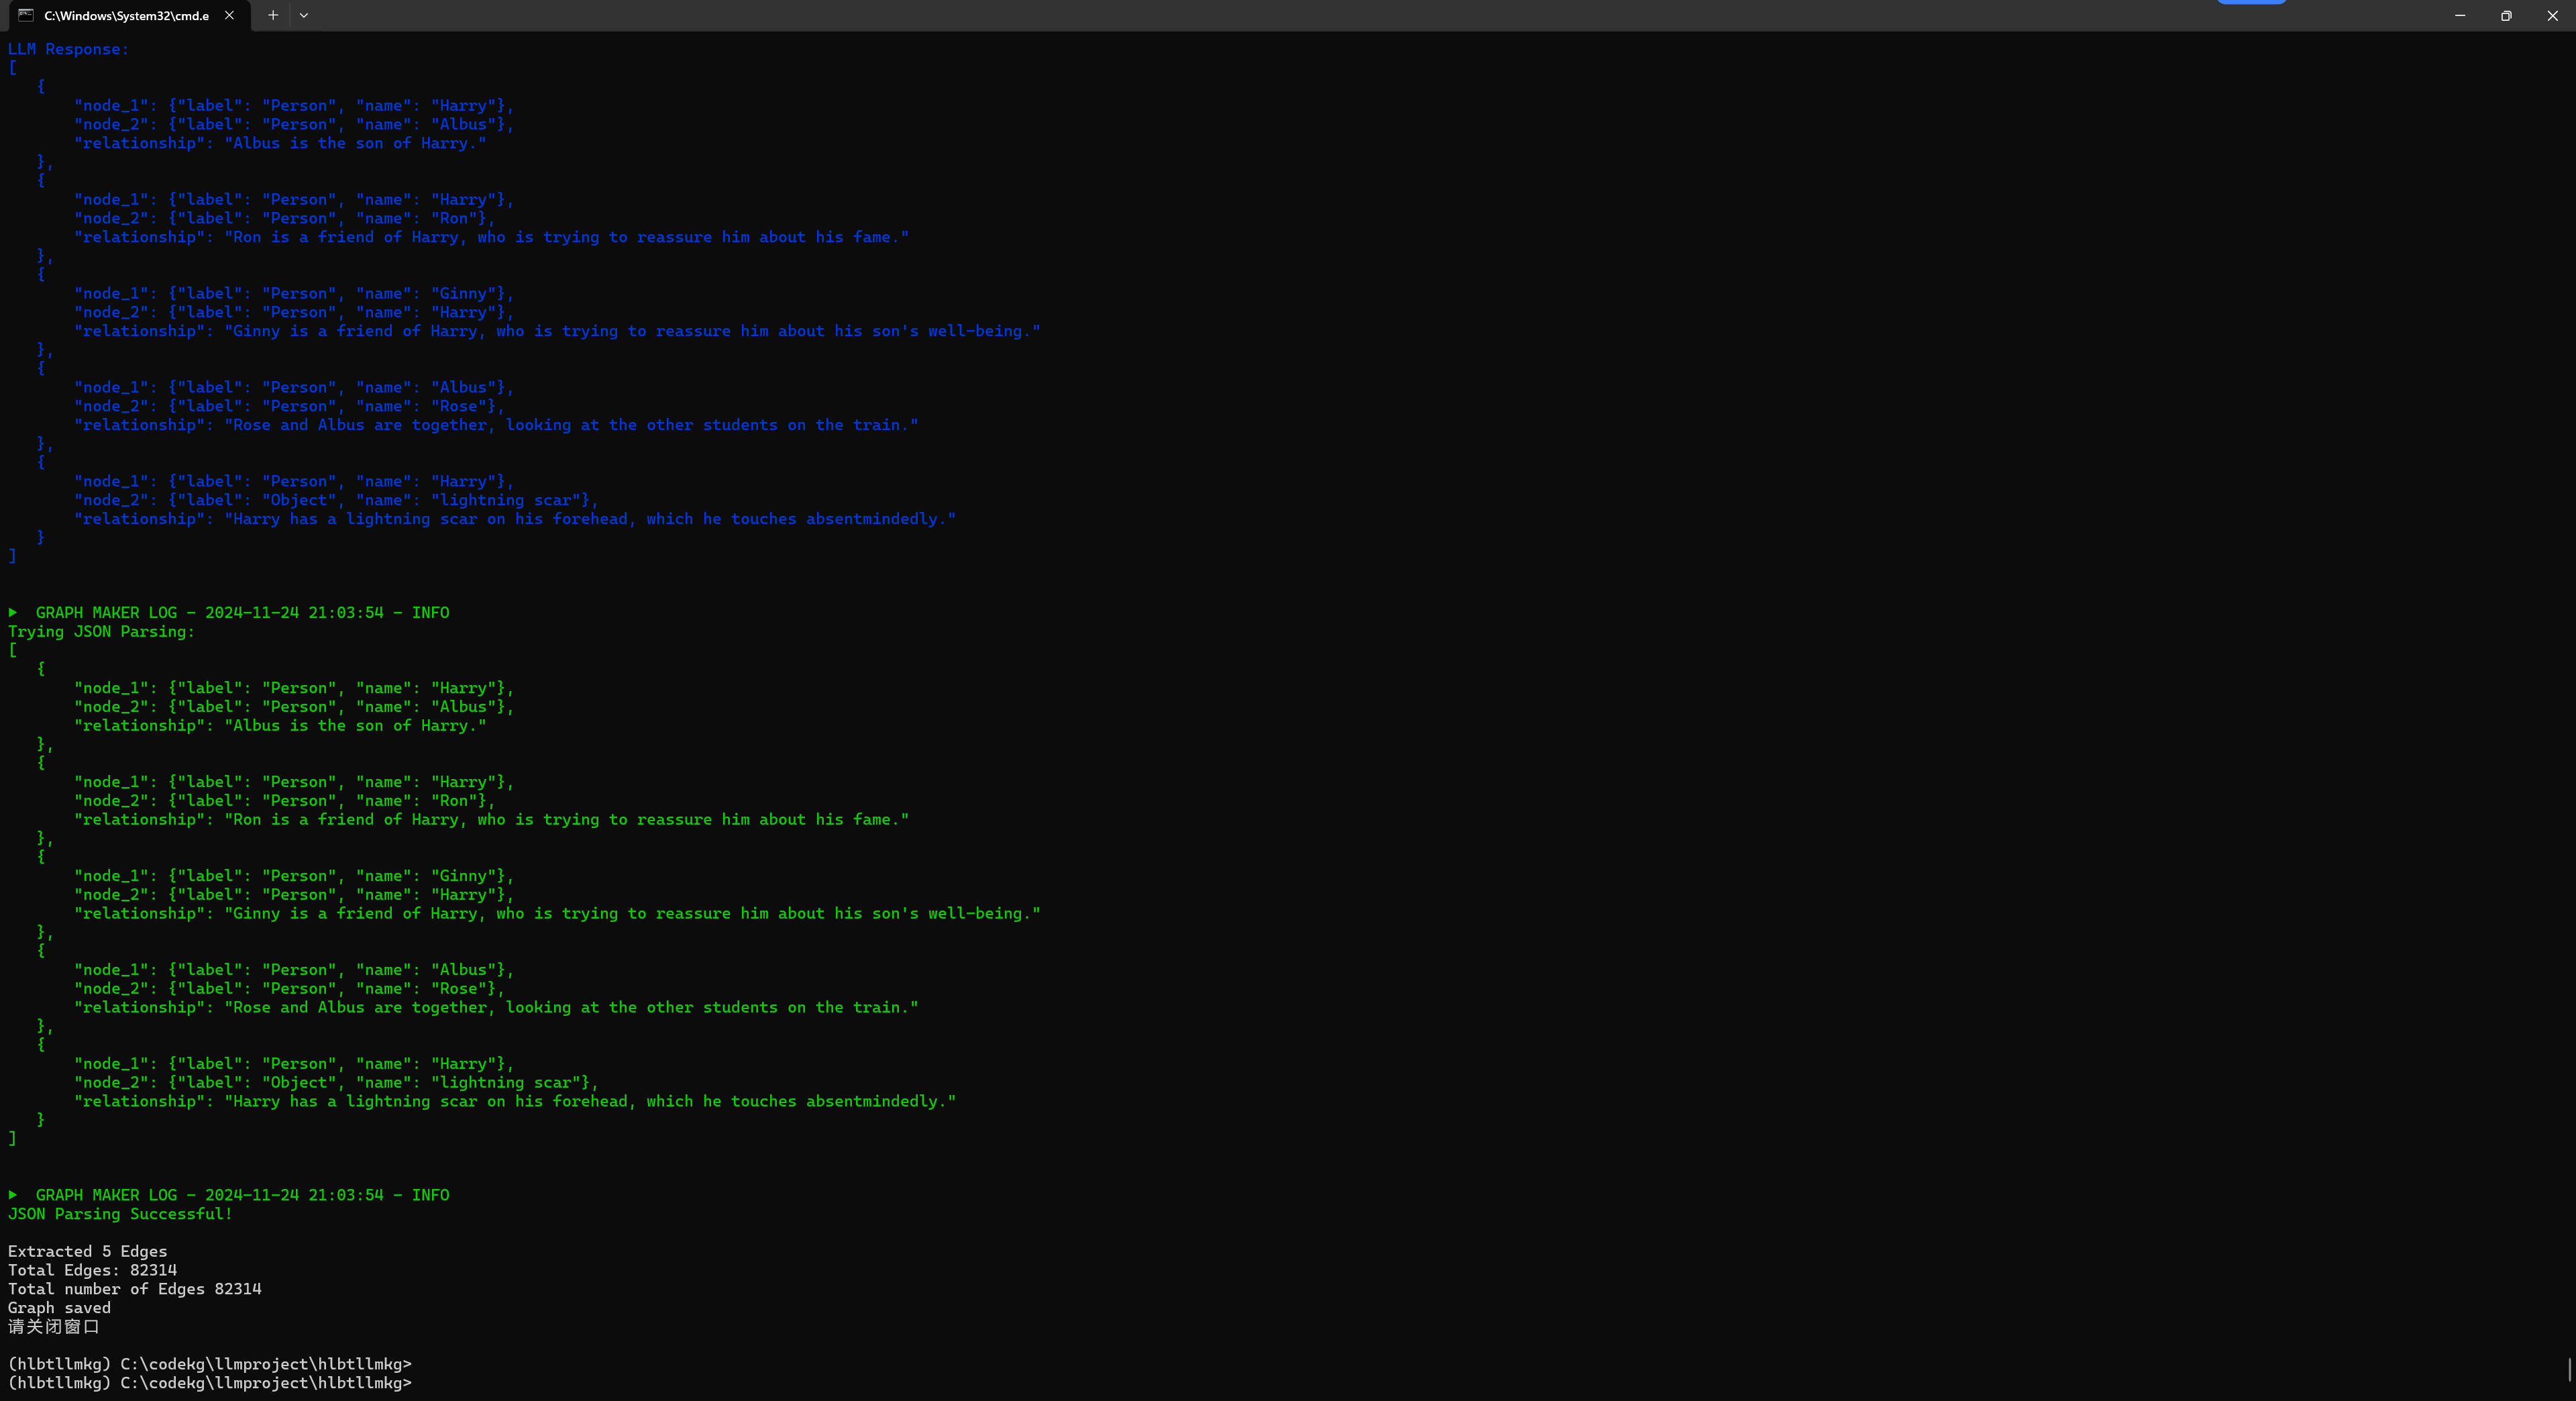 C:\Windows\System32\cmd.e
LLM Response:
[
   {
       "node_1": {"label": "Person", "name": "Harry"},
       "node_2": {"label": "Person", "name": "Albus"},
       "relationship": "Albus is the son of Harry."
   },
   {
       "node_1": {"label": "Person", "name": "Harry"},
       "node_2": {"label": "Person", "name": "Ron"},
       "relationship": "Ron is a friend of Harry, who is trying to reassure him about his fame."
   },
   {
       "node_1": {"label": "Person", "name": "Ginny"},
       "node_2": {"label": "Person", "name": "Harry"},
       "relationship": "Ginny is a friend of Harry, who is trying to reassure him about his son's well-being."
   },
   {
       "node_1": {"label": "Person", "name": "Albus"},
       "node_2": {"label": "Person", "name": "Rose"},
       "relationship": "Rose and Albus are together, looking at the other students on the train."
   },
   {
       "node_1": {"label": "Person", "name": "Harry"},
       "node_2": {"label": "Object", "name": "lightning scar"},
       "relationship": "Harry has a lightning scar on his forehead, which he touches absentmindedly."
   }
]
▶  GRAPH MAKER LOG - 2024-11-24 21:03:54 - INFO
Trying JSON Parsing:
[
   {
       "node_1": {"label": "Person", "name": "Harry"},
       "node_2": {"label": "Person", "name": "Albus"},
       "relationship": "Albus is the son of Harry."
   },
   {
       "node_1": {"label": "Person", "name": "Harry"},
       "node_2": {"label": "Person", "name": "Ron"},
       "relationship": "Ron is a friend of Harry, who is trying to reassure him about his fame."
   },
   {
       "node_1": {"label": "Person", "name": "Ginny"},
       "node_2": {"label": "Person", "name": "Harry"},
       "relationship": "Ginny is a friend of Harry, who is trying to reassure him about his son's well-being."
   },
   {
       "node_1": {"label": "Person", "name": "Albus"},
       "node_2": {"label": "Person", "name": "Rose"},
       "relationship": "Rose and Albus are together, looking at the other students on the train."
   },
   {
       "node_1": {"label": "Person", "name": "Harry"},
       "node_2": {"label": "Object", "name": "lightning scar"},
       "relationship": "Harry has a lightning scar on his forehead, which he touches absentmindedly."
   }
]
▶  GRAPH MAKER LOG - 2024-11-24 21:03:54 - INFO
JSON Parsing Successful!
Extracted 5 Edges
Total Edges: 82314
Total number of Edges 82314
Graph saved
请关闭窗口
(hlbtllmkg) C:\codekg\llmproject\hlbtllmkg>
(hlbtllmkg) C:\codekg\llmproject\hlbtllmkg>